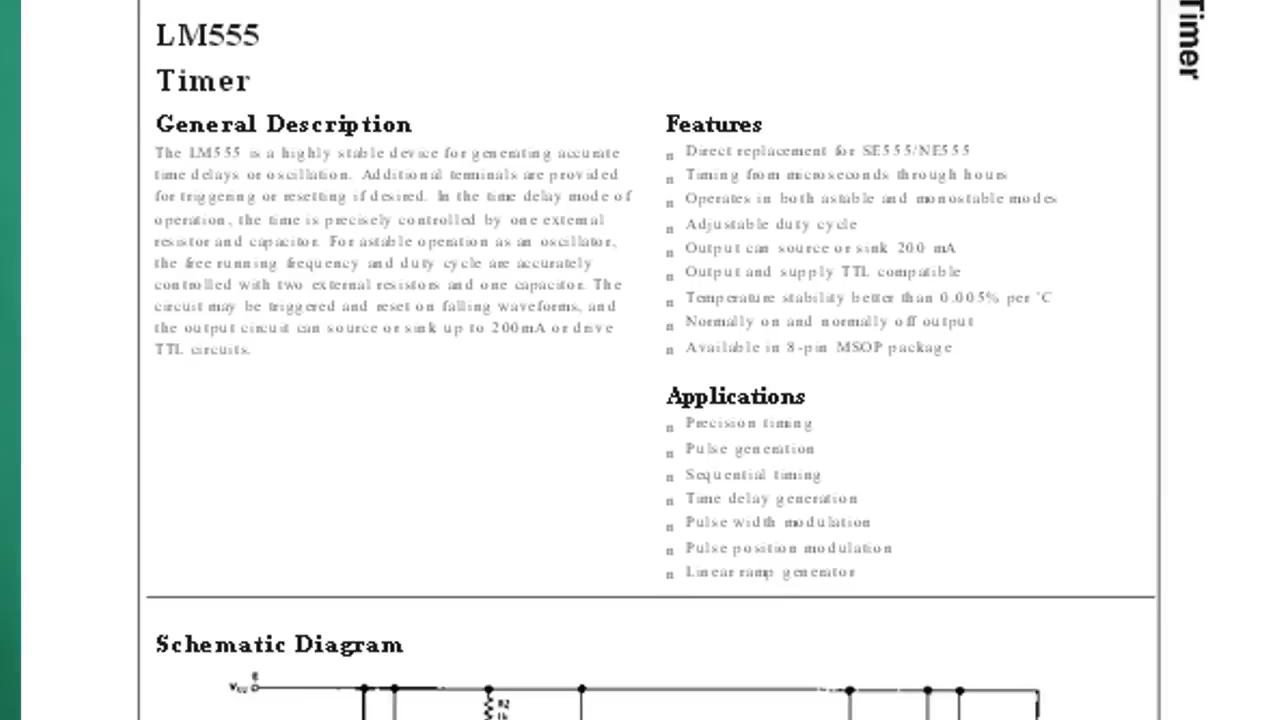 LM555
Timer
General Description
The LM555 is a highly stable device for generating accurate
time delays or oscillation. Additional terminals are provided
for triggering or resetting if desired. In the time delay mode of
operation, the time is precisely controlled by one external
resistor and capacitor. For astable operation as an oscillator,
the free running frequency and duty cycle are accurately
controlled with two external resistors and one capacitor. The
circuit may be triggered and reset on falling waveforms, and
the output circuit can source or sink up to 200mA or drive
TTL circuits.
Features
Direct replacement for SE555/NE555
Timing from microseconds through hours
Operates in both astable and monostable modes
Adjustable duty cycle
Output can source or sink 200 mA
Output and supply TTL compatible
Temperature stability better than 0.005% per °C
Normally on and normally off output
Available in 8-pin MSOP package
Applications
Precision timing
Pulse generation
Sequential timing
Time delay generation
Pulse width modulation
Pulse position modulation
Linear ramp generator
Schematic Diagram
VCC 8
R2
1k
Timer